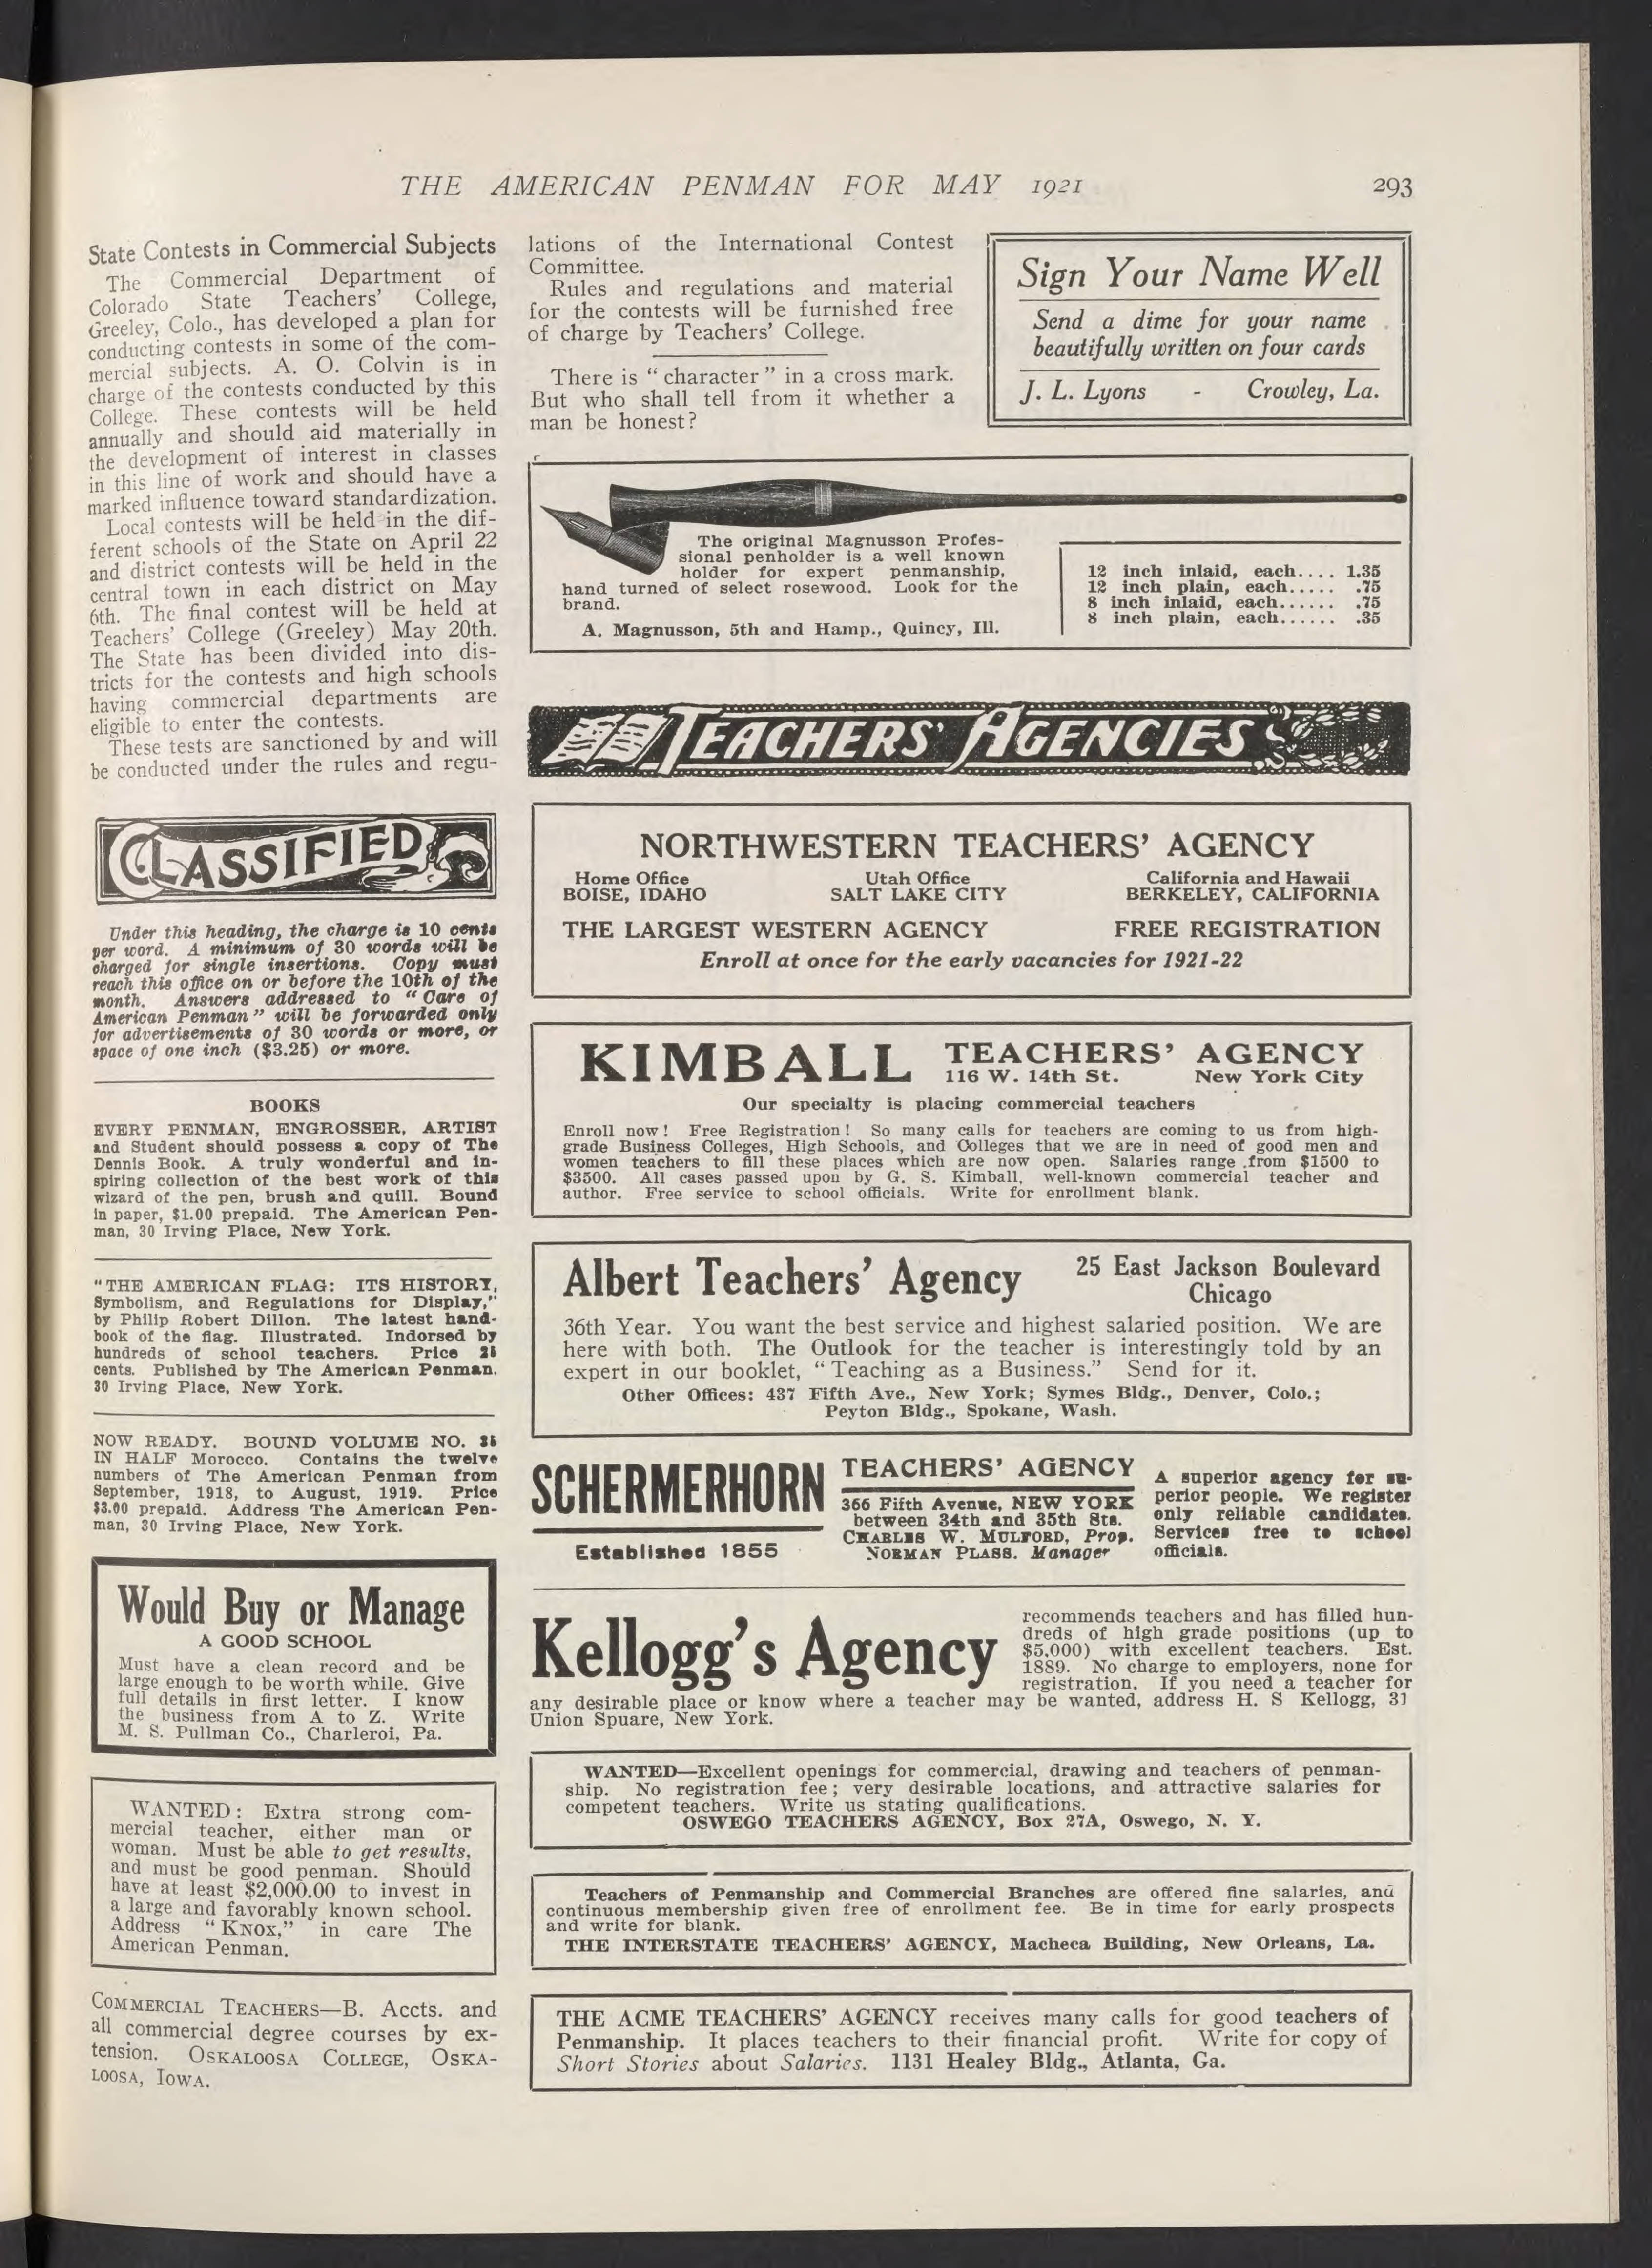 THE AMERICAN PENMAN FOR MAY 1921
293
State Contests in Commercial Subjects
The Commercial Department of
Colorado State Teachers' College,
Greeley, Colo., has developed a plan for
conducting contests in some of the com-
mercial subjects. A. O. Colvin is in
charge of the contests conducted by this
College. These contests will be held
annually and should aid materially in
the development of interest in classes
in this line of work and should have a
marked influence toward standardization.
Local contests will be held in the dif-
ferent schools of the State on April 22
and district contests will be held in the
central town in each district on May
6th. The final contest will be held at
Teachers' College (Greeley) May 20th.
The State has been divided into dis-
tricts for the contests and high schools
having commercial departments are
eligible to enter the contests.
These tests are sanctioned by and will
be conducted under the rules and regu-
lations of the International Contest
Committee.
Rules and regulations and material
for the contests will be furnished free
of charge by Teachers' College.
There is "character" in a cross mark.
But who shall tell from it whether a
man be honest?
Sign Your Name Well
Send a dime for your name
beautifully written on four cards
J. L. Lyons - Crowley, La.
The original Magnusson Profes-
sional penholder is a well known
holder for expert penmanship,
hand turned of select rosewood. Look for the
brand.
A. Magnusson, 5th and Hamp., Quincy, Ill.
12 inch inlaid, each.... 1.35
12 inch plain, each..... .75
8 inch inlaid, each...... .75
8 inch plain, each...... .35
CLASSIFIED
Under this heading, the charge is 10 cents
per word. A minimum of 30 words will be
charged for single insertions. Copy must
reach this office on or before the 10th of the
month. Answers addressed to "Care of
American Penman" will be forwarded only
for advertisements of 30 words or more, or
space of one inch ($3.25) or more.
BOOKS
EVERY PENMAN, ENGROSSER, ARTIST
and Student should possess a copy of The
Dennis Book. A truly wonderful and in-
spiring collection of the best work of this
wizard of the pen, brush and quill. Bound
in paper, $1.00 prepaid. The American Pen-
man, 30 Irving Place, New York.
"THE AMERICAN FLAG: ITS HISTORY,
Symbolism, and Regulations for Display,"
by Philip Robert Dillon. The latest hand-
book of the flag. Illustrated. Indorsed by
hundreds of school teachers. Price 25
cents. Published by The American Penman.
30 Irving Place, New York.
NOW READY. BOUND VOLUME NO. 35
IN HALF Morocco. Contains the twelve
numbers of The American Penman from
September, 1918, to August, 1919. Price
$3.00 prepaid. Address The American Pen-
man, 30 Irving Place, New York.
Would Buy or Manage
A GOOD SCHOOL
Must have a clean record and be
large enough to be worth while. Give
full details in first letter. I know
the business from A to Z. Write
M. S. Pullman Co., Charleroi, Pa.
WANTED: Extra strong com-
mercial teacher, either man or
woman. Must be able to get results,
and must be good penman. Should
have at least $2,000.00 to invest in
a large and favorably known school.
Address "KNOX," in care The
American Penman.
COMMERCIAL TEACHERS—B. Accts. and
all commercial degree courses by ex-
tension. OSKALOOSA COLLEGE, OSKA-
LOOSA, IOWA.
TEACHERS' AGENCIES
NORTHWESTERN TEACHERS' AGENCY
Home Office Utah Office California and Hawaii
BOISE, IDAHO SALT LAKE CITY BERKELEY, CALIFORNIA
THE LARGEST WESTERN AGENCY FREE REGISTRATION
Enroll at once for the early vacancies for 1921-22
KIMBALL TEACHERS' AGENCY
116 W. 14th St. New York City
Our specialty is placing commercial teachers
Enroll now! Free Registration! So many calls for teachers are coming to us from high-
grade Business Colleges, High Schools, and Colleges that we are in need of good men and
women teachers to fill these places which are now open. Salaries range from $1500 to
$3500. All cases passed upon by G. S. Kimball, well-known commercial teacher and
author. Free service to school officials. Write for enrollment blank.
Albert Teachers' Agency
25 East Jackson Boulevard
Chicago
36th Year. You want the best service and highest salaried position. We are
here with both. The Outlook for the teacher is interestingly told by an
expert in our booklet, "Teaching as a Business." Send for it.
Other Offices: 437 Fifth Ave., New York; Symes Bldg., Denver, Colo.;
Peyton Bldg., Spokane, Wash.
SCHERMERHORN
Established 1855
TEACHERS' AGENCY
366 Fifth Avenue, NEW YORK
between 34th and 35th Sts.
CHARLES W. MULFORD, Prop.
NORMAN PLASS. Manager
A superior agency for su-
perior people. We register
only reliable candidates.
Services free to school
officials.
Kellogg's Agency
recommends teachers and has filled hun-
dreds of high grade positions (up to
$5,000) with excellent teachers. Est.
1889. No charge to employers, none for
registration. If you need a teacher for
any desirable place or know where a teacher may be wanted, address H. S Kellogg, 31
Union Spuare, New York.
WANTED—Excellent openings for commercial, drawing and teachers of penman-
ship. No registration fee; very desirable locations, and attractive salaries for
competent teachers. Write us stating qualifications.
OSWEGO TEACHERS AGENCY, Box 27A, Oswego, N. Y.
Teachers of Penmanship and Commercial Branches are offered fine salaries, and
continuous membership given free of enrollment fee. Be in time for early prospects
and write for blank.
THE INTERSTATE TEACHERS' AGENCY, Macheca Building, New Orleans, La.
THE ACME TEACHERS' AGENCY receives many calls for good teachers of
Penmanship. It places teachers to their financial profit. Write for copy of
Short Stories about Salaries. 1131 Healey Bldg., Atlanta, Ga.